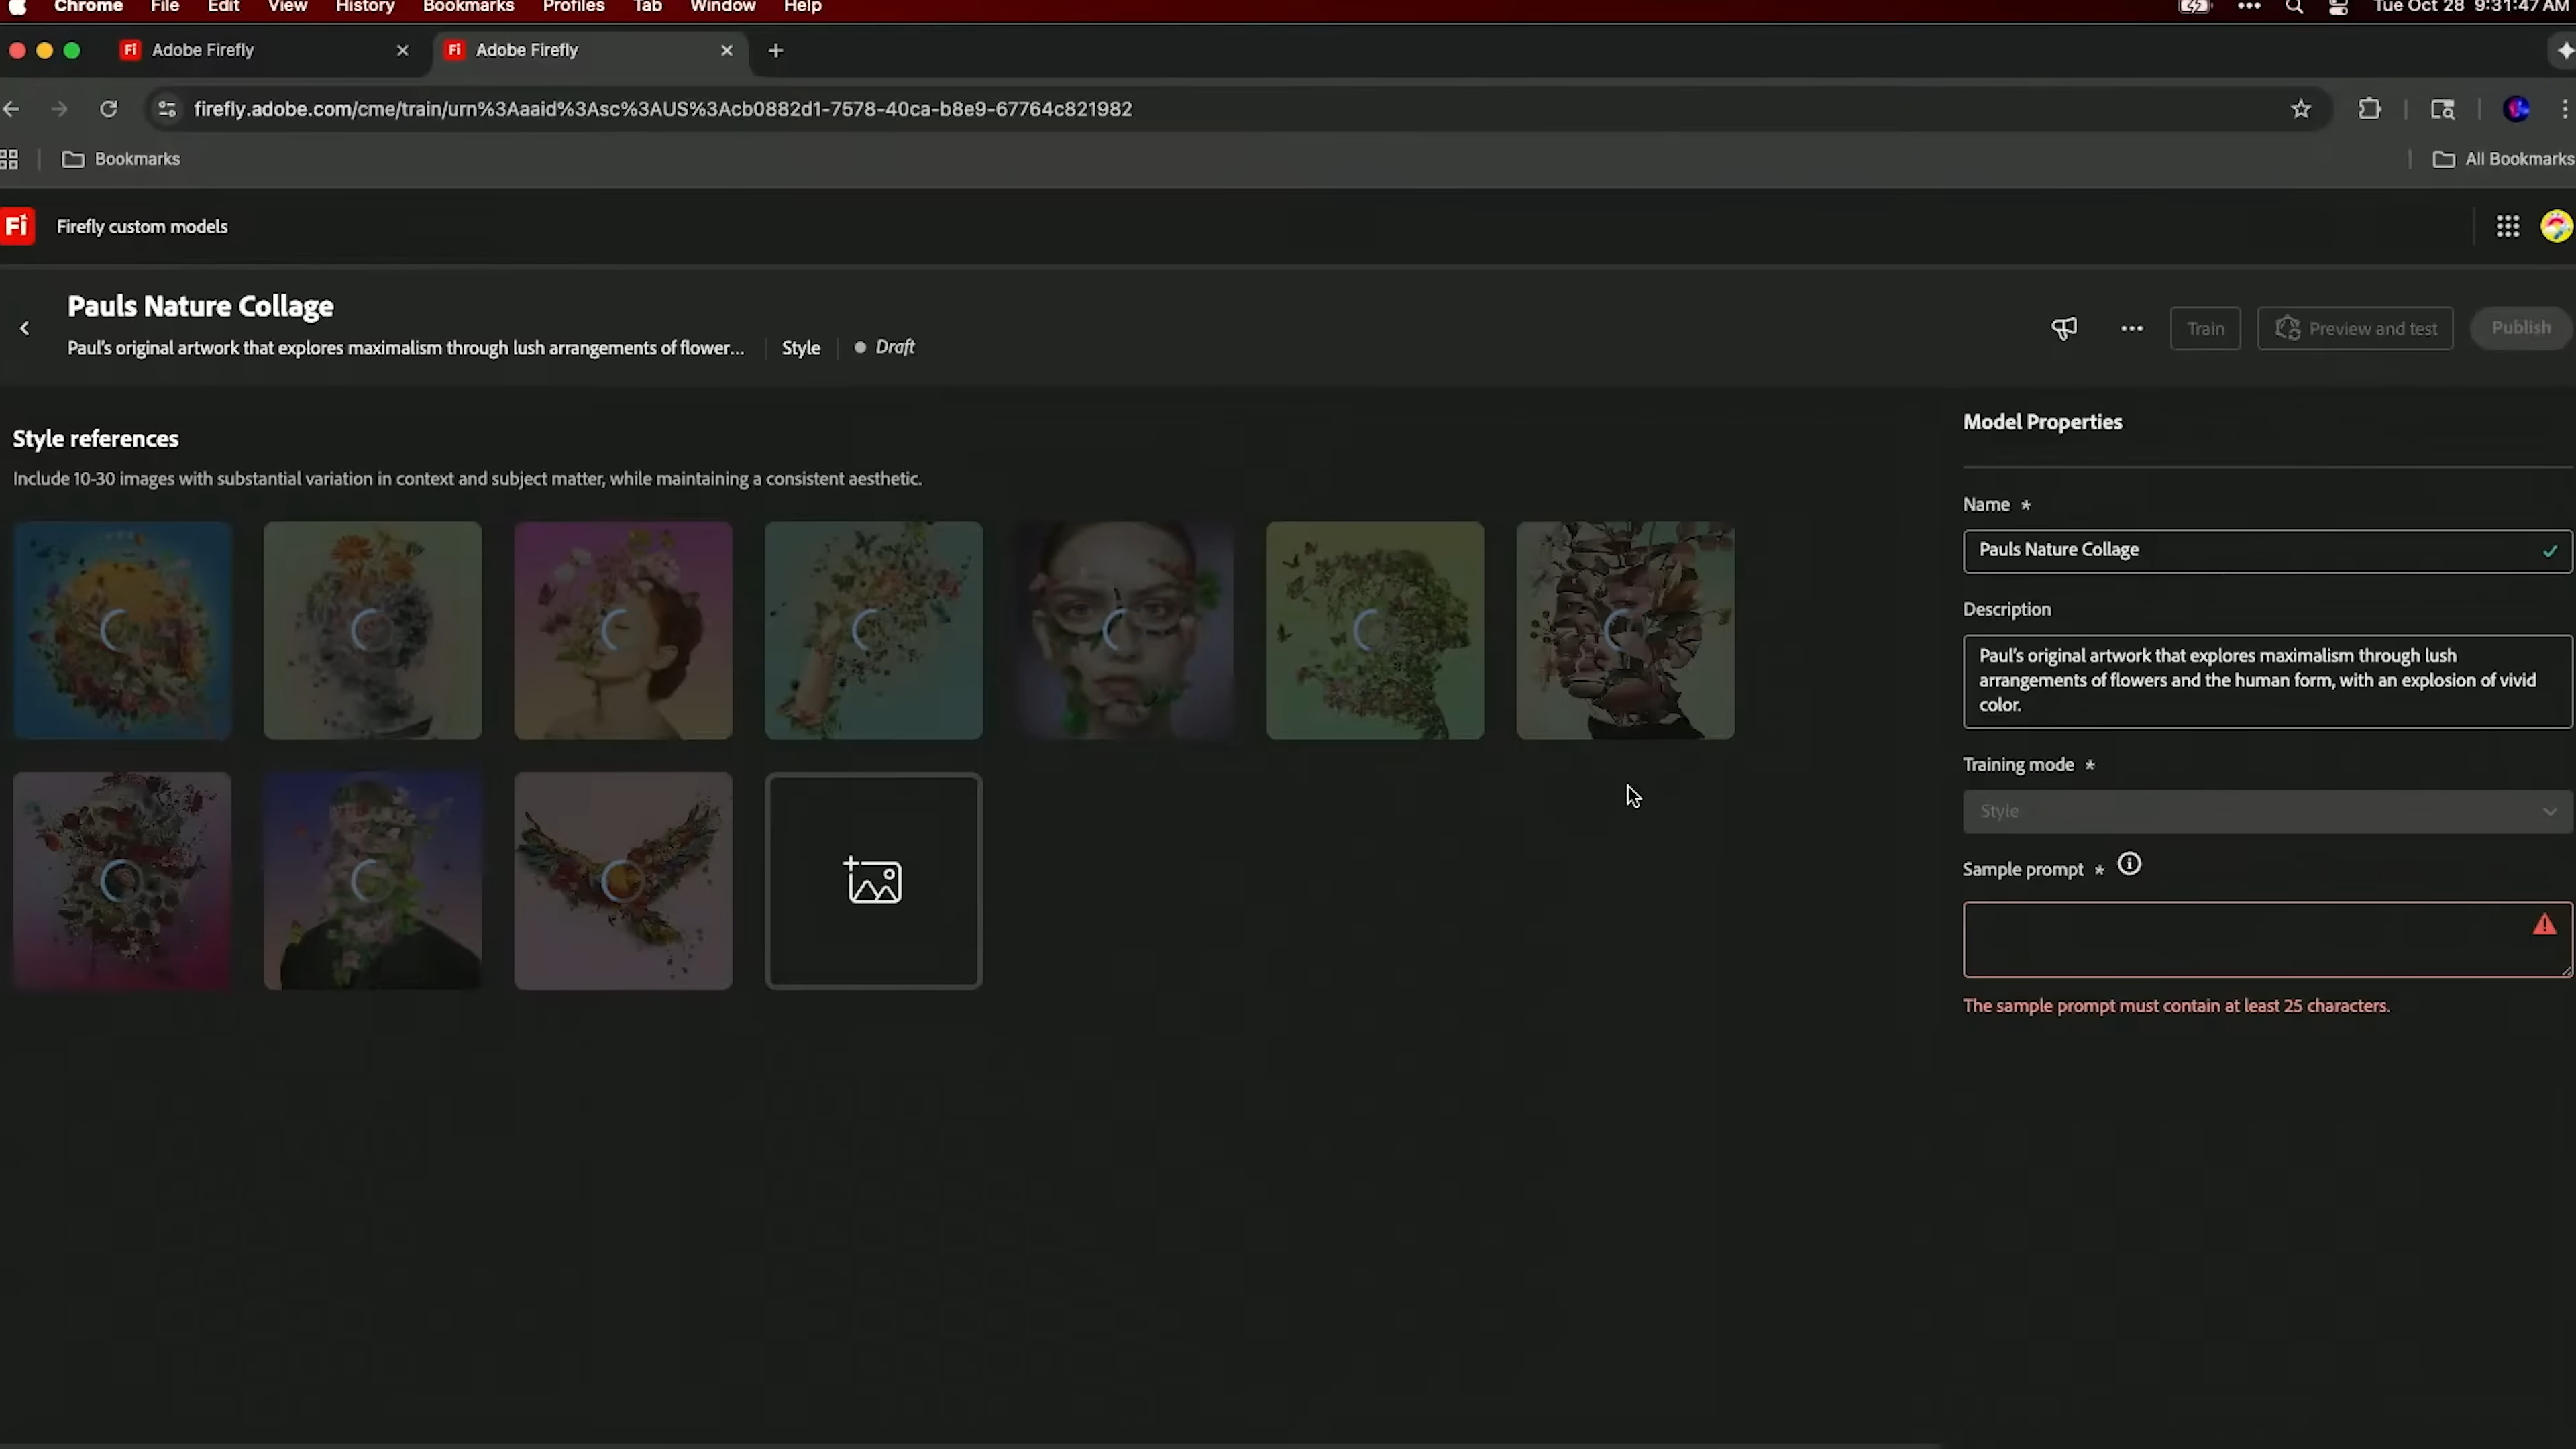 Chrome File Edit View History Bookmarks Profiles Tab Window Help Tue Oct 28 9:31:47 AM
Fi Adobe Firefly Fi Adobe Firefly
firefly.adobe.com/cme/train/urn%3Aaaid%3Asc%3AUS%3Acb0882d1-7578-40ca-b8e9-67764c821982
Bookmarks All Bookmarks
Fi Firefly custom models
Pauls Nature Collage
Paul's original artwork that explores maximalism through lush arrangements of flower... Style Draft
Train Preview and test Publish
Style references
Include 10-30 images with substantial variation in context and subject matter, while maintaining a consistent aesthetic.
Model Properties
Name *
Pauls Nature Collage
Description
Paul's original artwork that explores maximalism through lush
arrangements of flowers and the human form, with an explosion of vivid
color.
Training mode *
Style
Sample prompt *
The sample prompt must contain at least 25 characters.